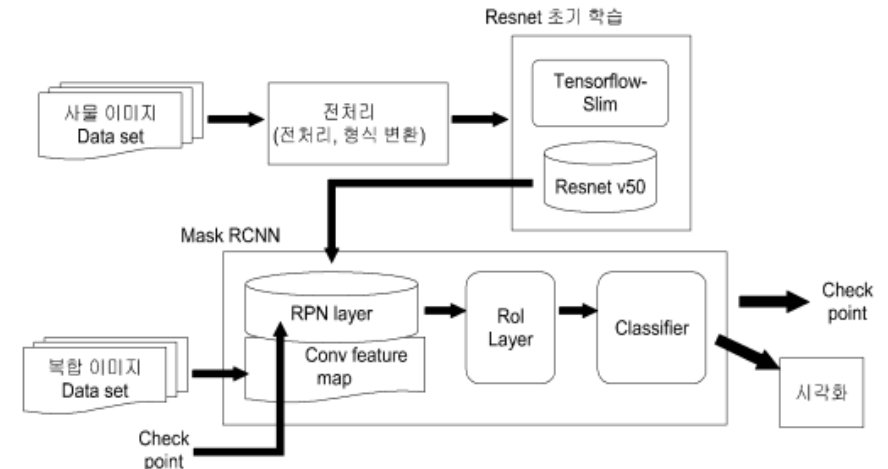 Resnet 초기 학습
Tensorflow-
Slim
사물 이미지
Data set
전처리
(전처리, 형식 변환)
Resnet v50
Mask RCNN
RPN layer
RoI
Layer
Classifier
Check
point
Conv feature
map
복합 이미지
Data set
시각화
Check
point